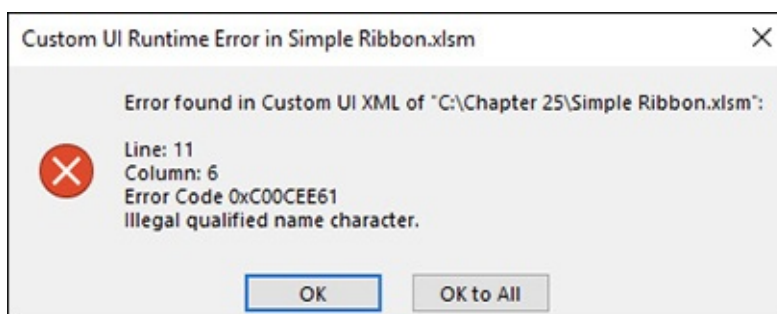 Custom UI Runtime Error in Simple Ribbon.xlsm
Error found in Custom UI XML of "C:\Chapter 25\Simple Ribbon.xlsm":
Line: 11
Column: 6
Error Code 0xC00CEE61
Illegal qualified name character.
OK
OK to All